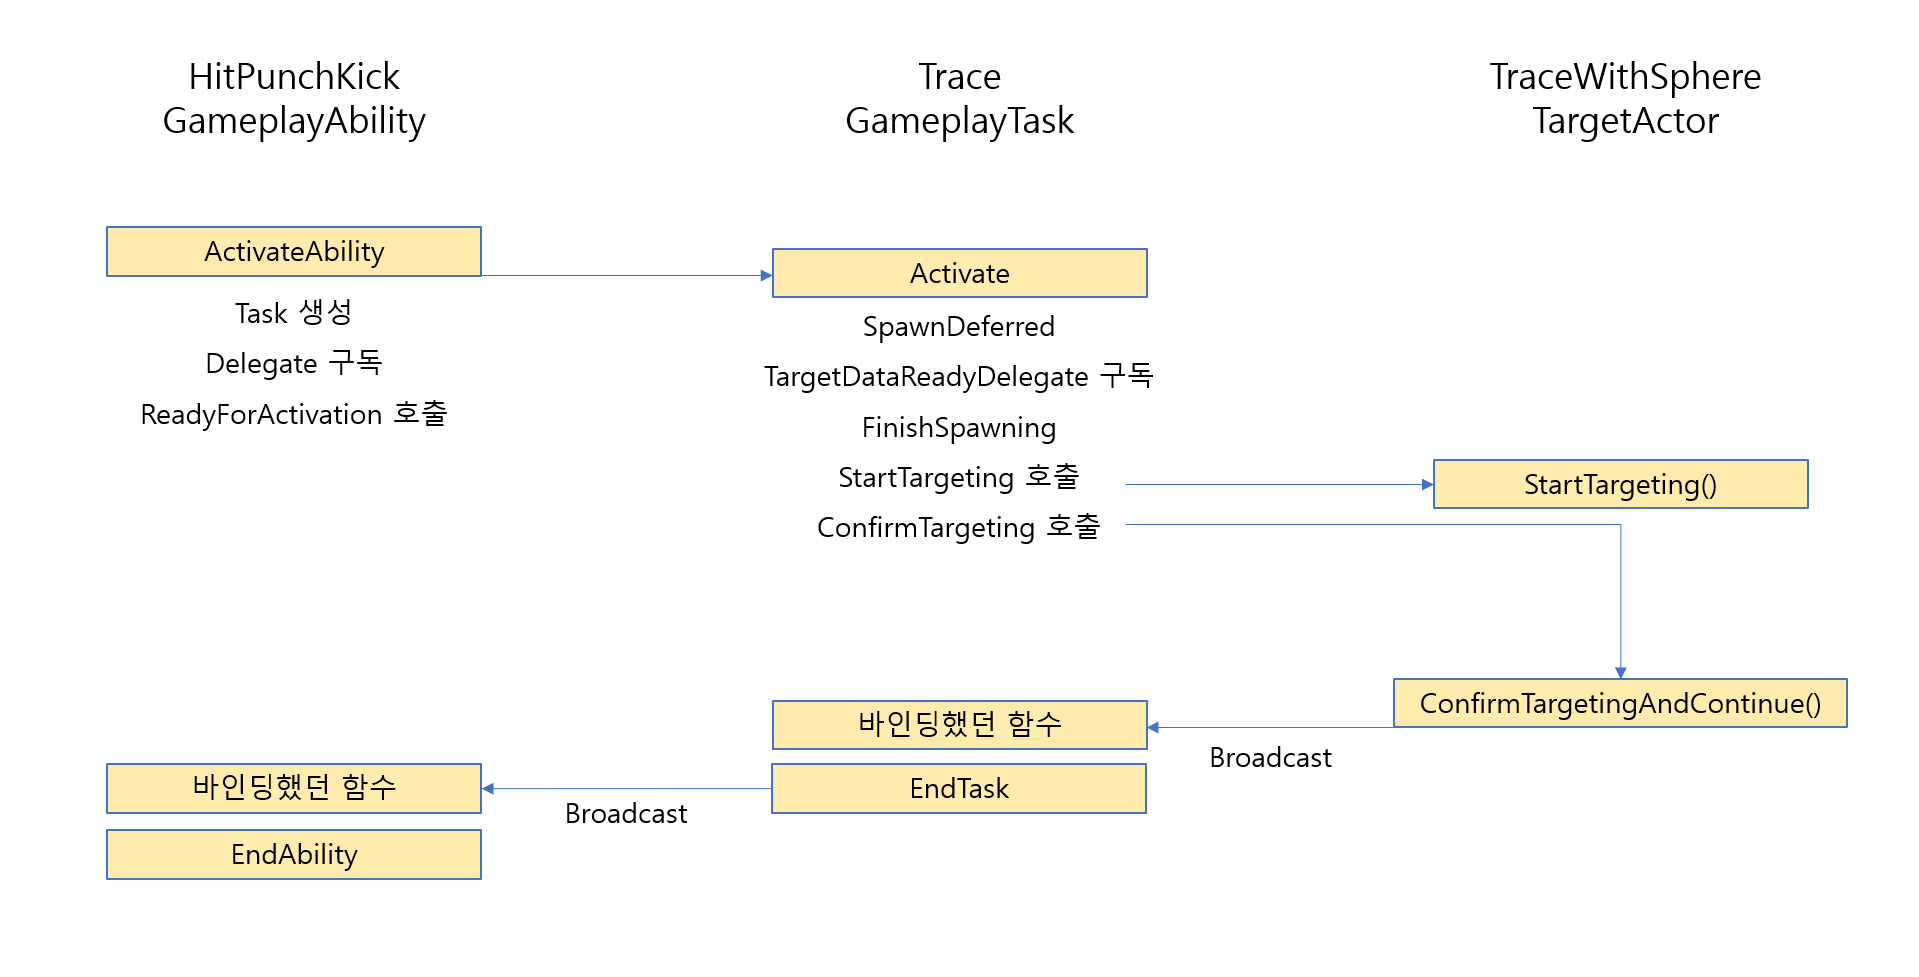 HitPunchKick
GameplayAbility
Trace
GameplayTask
TraceWithSphere
TargetActor
ActivateAbility
Task 생성
Delegate 구독
ReadyForActivation 호출
Activate
SpawnDeferred
TargetDataReadyDelegate 구독
FinishSpawning
StartTargeting 호출
ConfirmTargeting 호출
StartTargeting()
ConfirmTargetingAndContinue()
Broadcast
바인딩했던 함수
EndTask
Broadcast
바인딩했던 함수
EndAbility